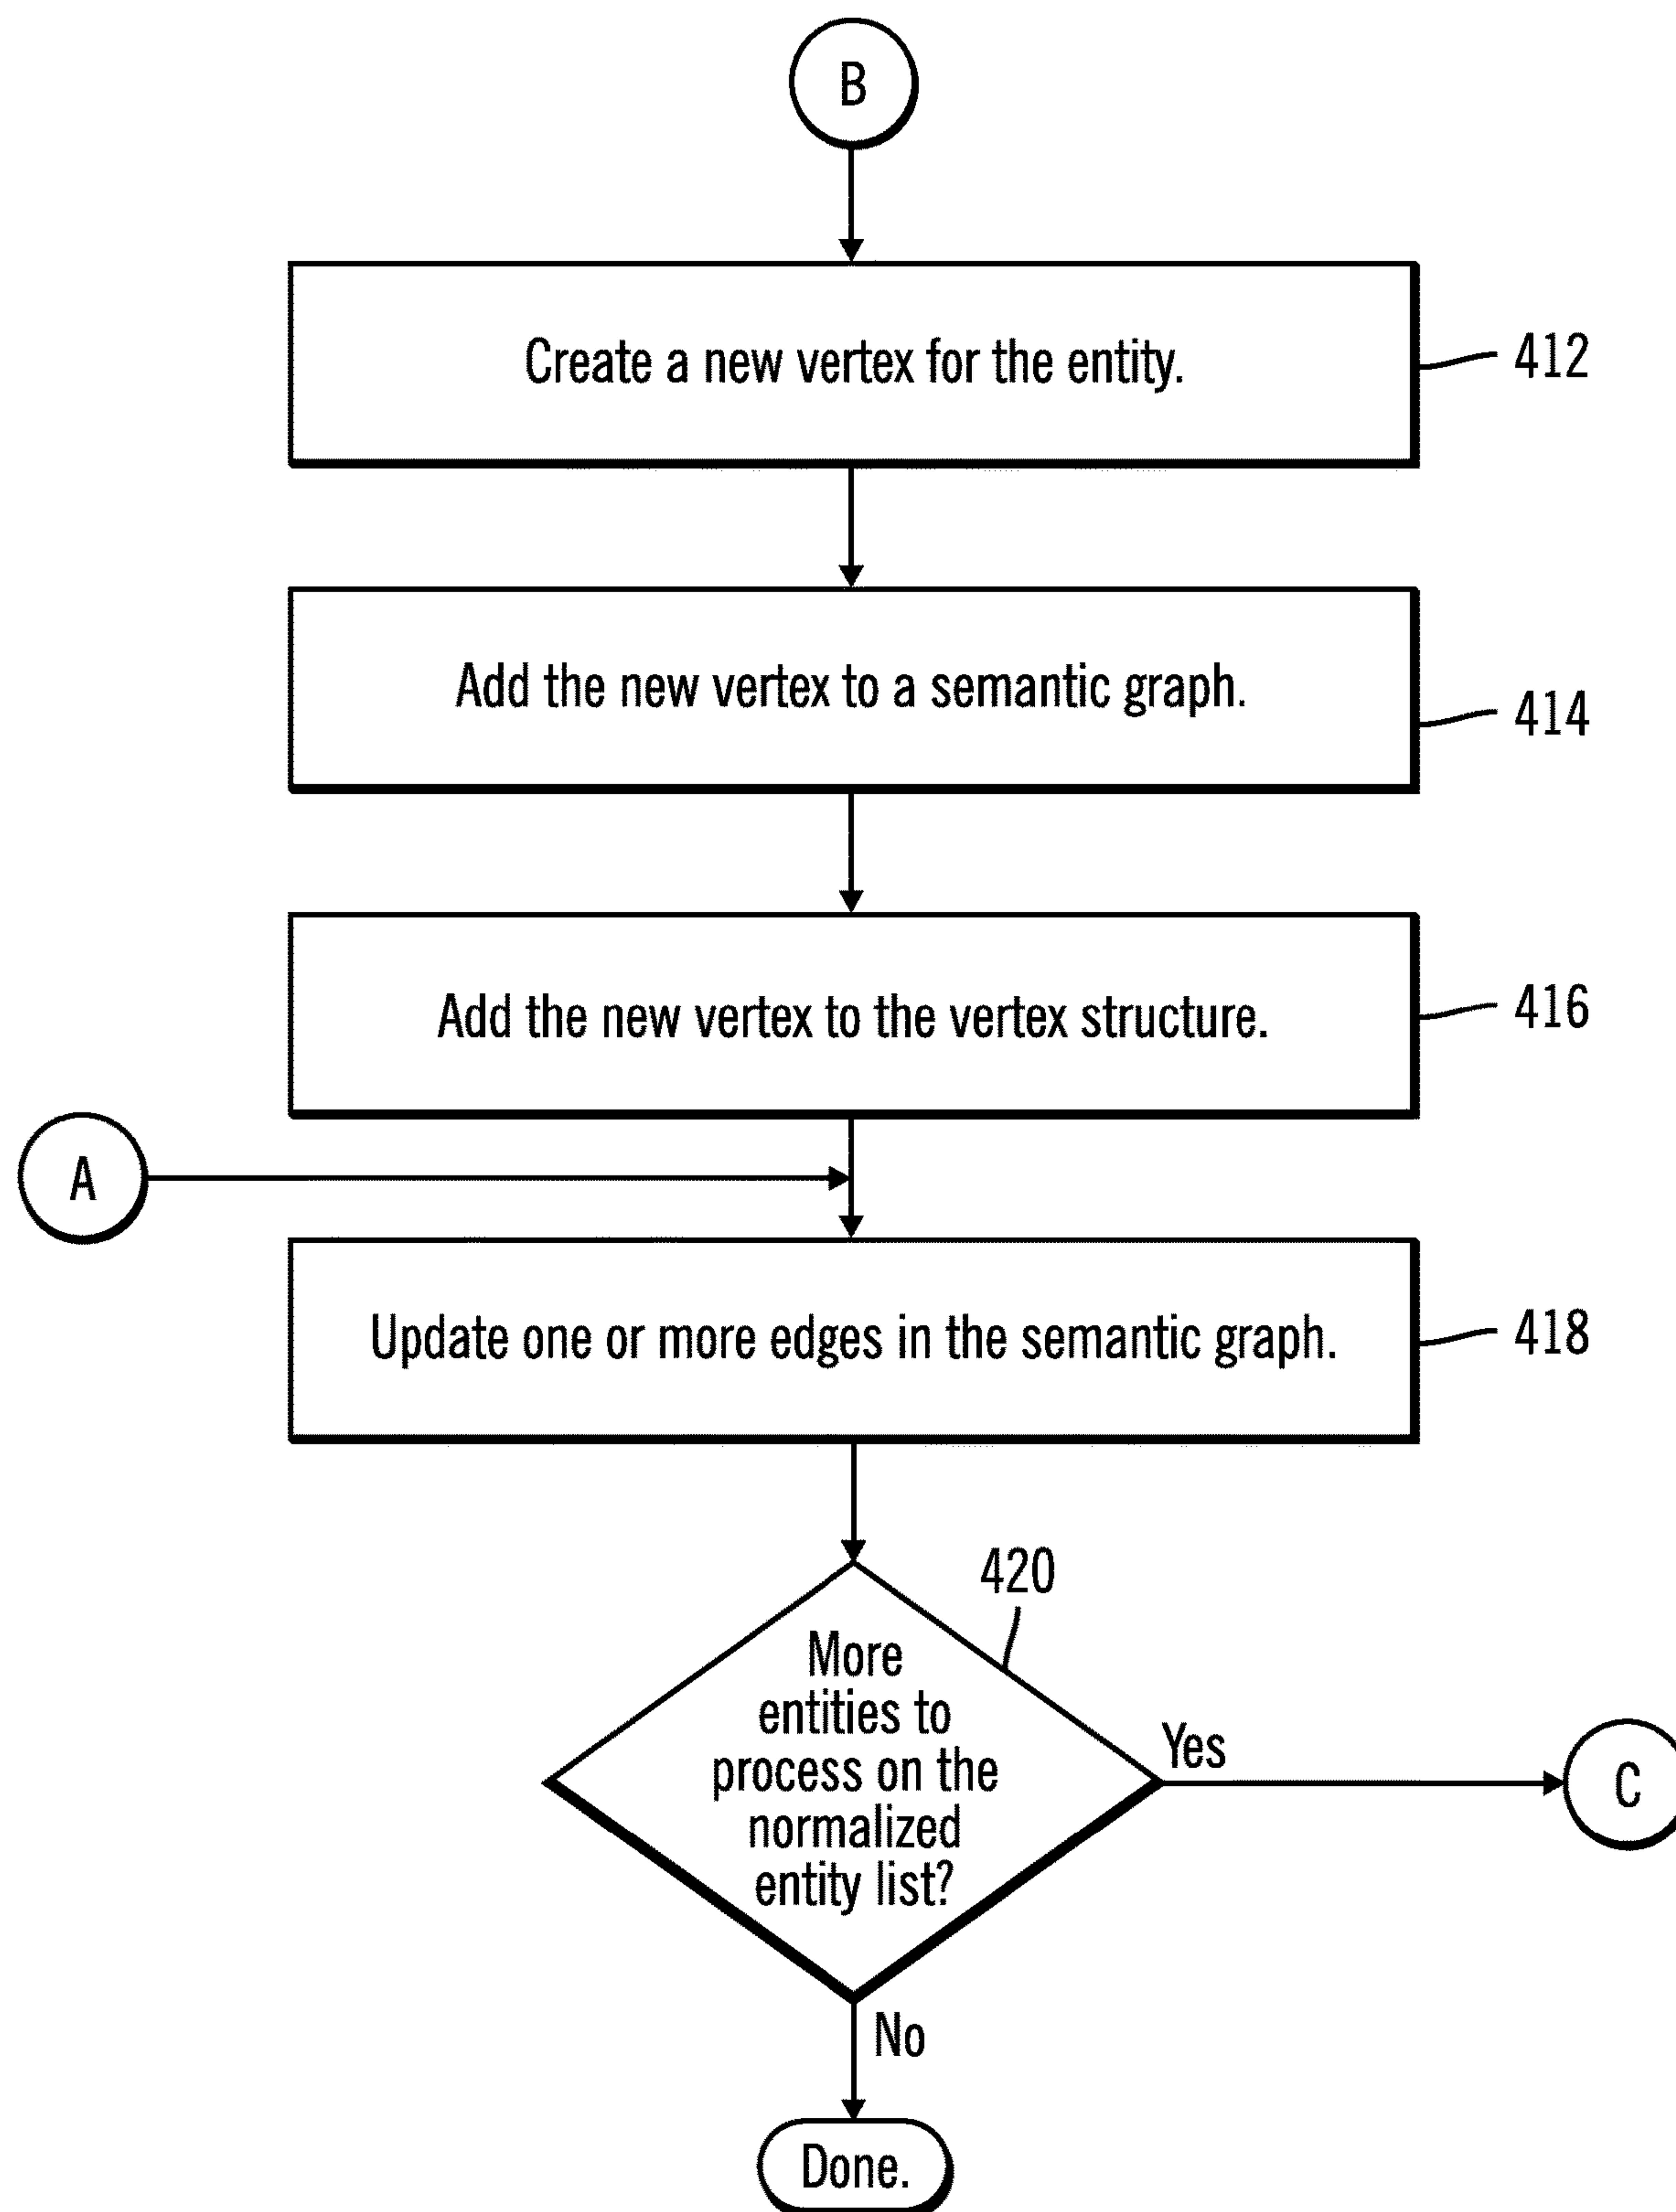 B
Create a new vertex for the entity.
412
Add the new vertex to a semantic graph.
414
Add the new vertex to the vertex structure.
416
A
Update one or more edges in the semantic graph.
418
420
More
entities to
process on the
normalized
entity list?
Yes
C
No
Done.